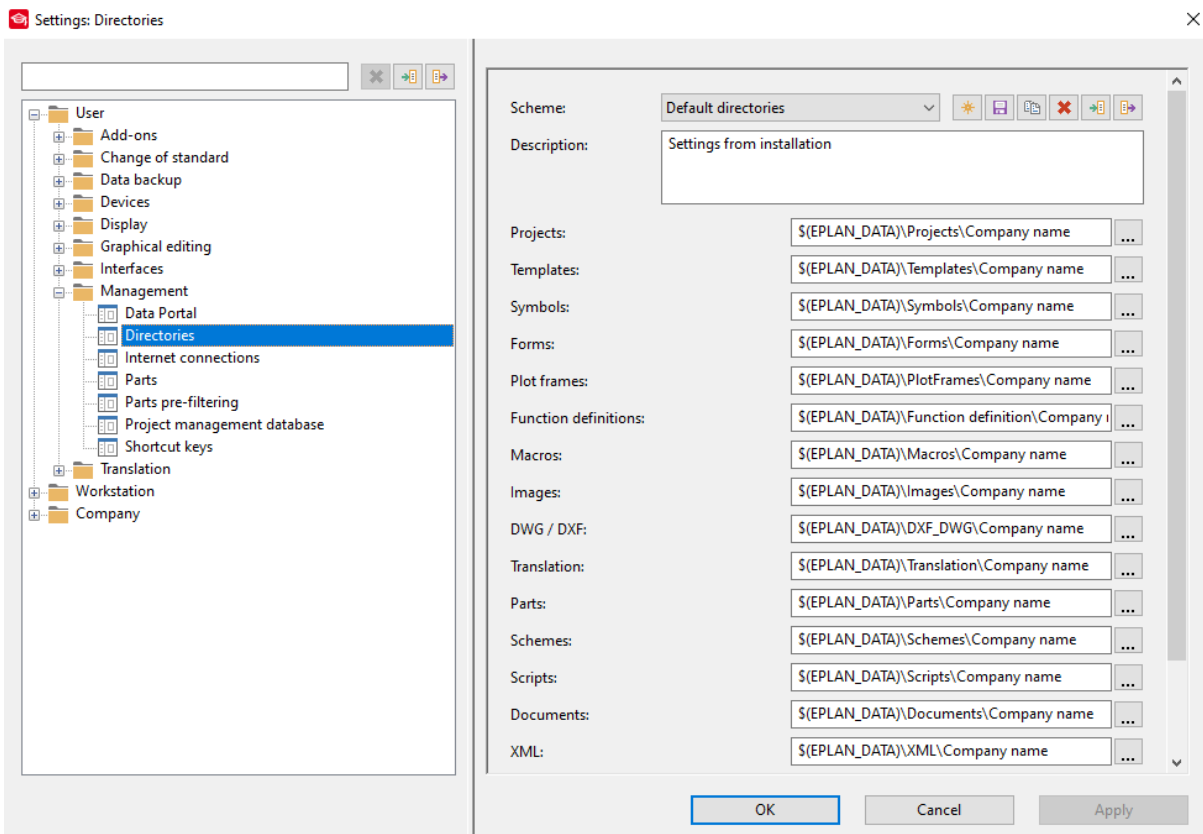 Settings: Directories
User
Add-ons
Change of standard
Data backup
Devices
Display
Graphical editing
Interfaces
Management
Data Portal
Directories
Internet connections
Parts
Parts pre-filtering
Project management database
Shortcut keys
Translation
Workstation
Company
Scheme: Default directories
Description: Settings from installation
Projects: $(EPLAN_DATA)\Projects\Company name ...
Templates: $(EPLAN_DATA)\Templates\Company name ...
Symbols: $(EPLAN_DATA)\Symbols\Company name ...
Forms: $(EPLAN_DATA)\Forms\Company name ...
Plot frames: $(EPLAN_DATA)\PlotFrames\Company name ...
Function definitions: $(EPLAN_DATA)\Function definition\Company ...
Macros: $(EPLAN_DATA)\Macros\Company name ...
Images: $(EPLAN_DATA)\Images\Company name ...
DWG / DXF: $(EPLAN_DATA)\DXF_DWG\Company name ...
Translation: $(EPLAN_DATA)\Translation\Company name ...
Parts: $(EPLAN_DATA)\Parts\Company name ...
Schemes: $(EPLAN_DATA)\Schemes\Company name ...
Scripts: $(EPLAN_DATA)\Scripts\Company name ...
Documents: $(EPLAN_DATA)\Documents\Company name ...
XML: $(EPLAN_DATA)\XML\Company name ...
OK Cancel Apply